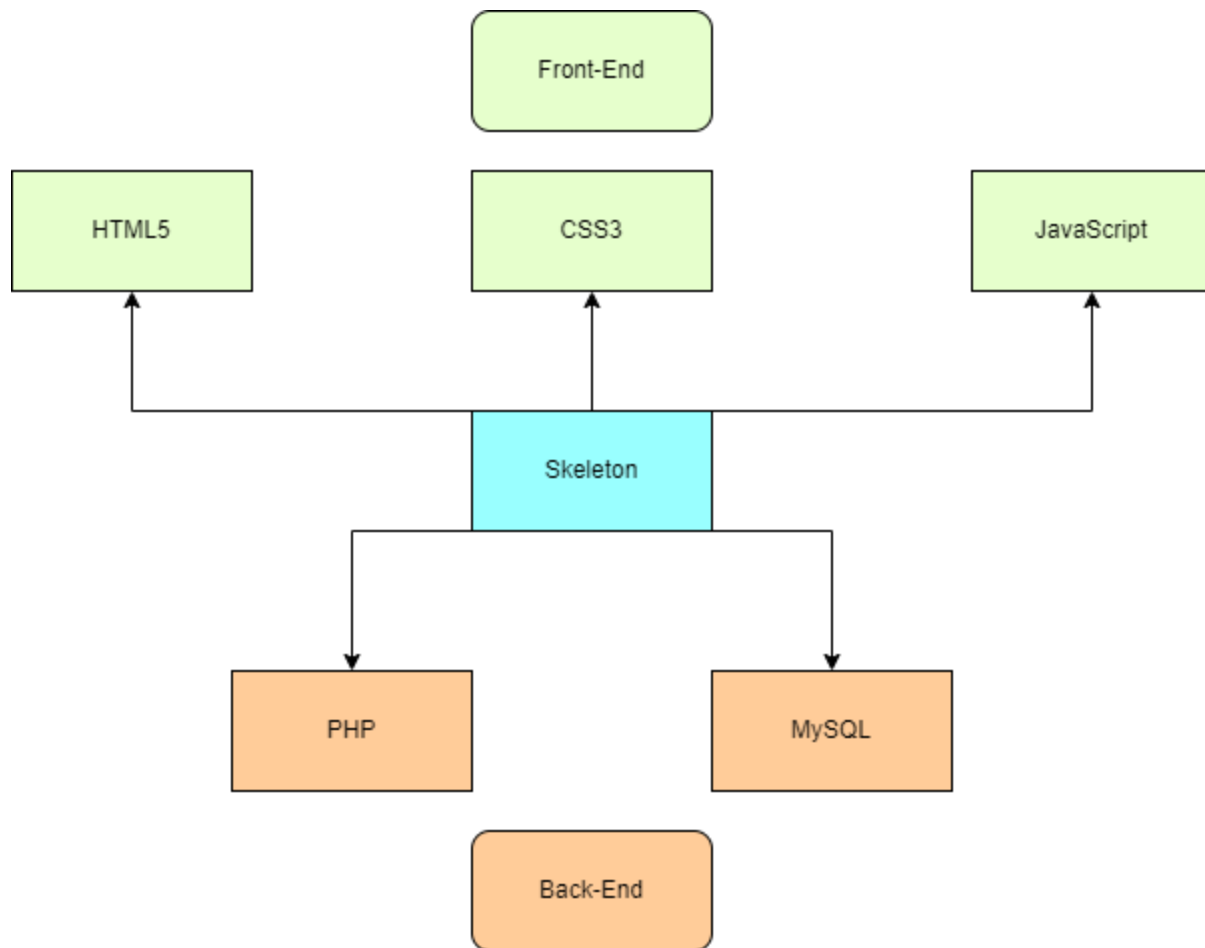 Front-End
HTML5
CSS3
JavaScript
Skeleton
PHP
MySQL
Back-End